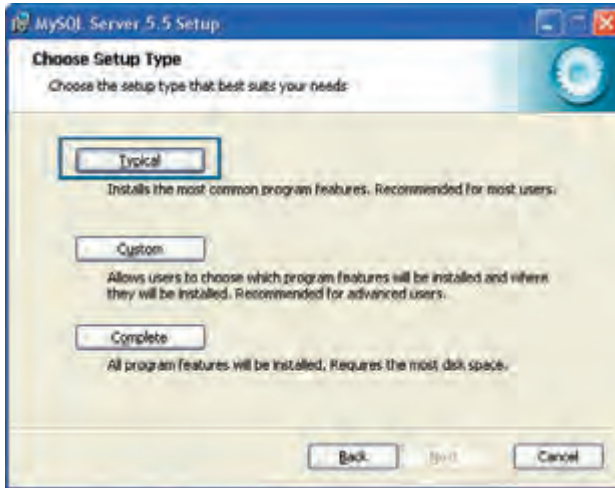 MySQL Server 5.5 Setup
Choose Setup Type
Choose the setup type that best suits your needs
Typical
Installs the most common program features. Recommended for most users.
Custom
Allows users to choose which program features will be installed and where
they will be installed. Recommended for advanced users.
Complete
All program features will be installed. Requires the most disk space.
Back Next Cancel